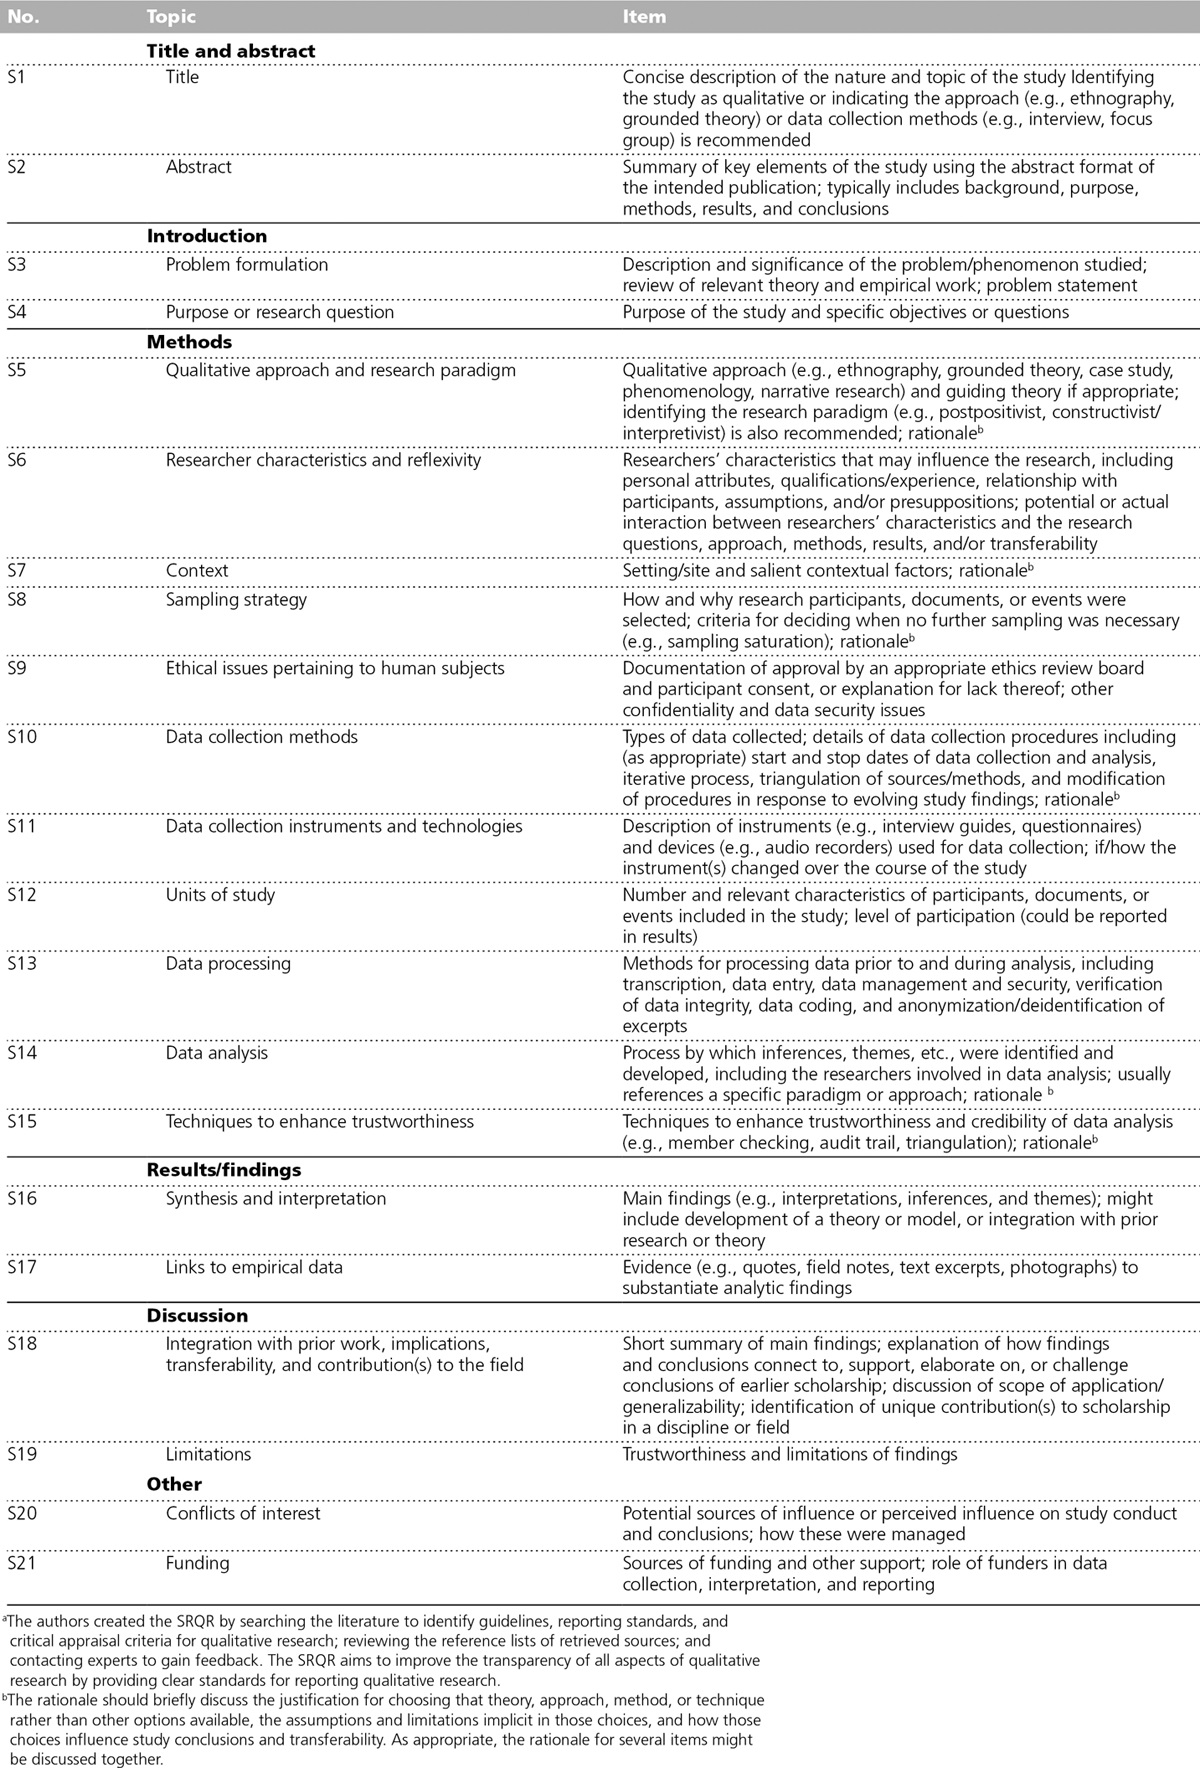 No. Topic Item
Title and abstract
S1 Title Concise description of the nature and topic of the study Identifying
the study as qualitative or indicating the approach (e.g., ethnography,
grounded theory) or data collection methods (e.g., interview, focus
group) is recommended
S2 Abstract Summary of key elements of the study using the abstract format of
the intended publication; typically includes background, purpose,
methods, results, and conclusions
Introduction
S3 Problem formulation Description and significance of the problem/phenomenon studied;
review of relevant theory and empirical work; problem statement
S4 Purpose or research question Purpose of the study and specific objectives or questions
Methods
S5 Qualitative approach and research paradigm Qualitative approach (e.g., ethnography, grounded theory, case study,
phenomenology, narrative research) and guiding theory if appropriate;
identifying the research paradigm (e.g., postpositivist, constructivist/
interpretivist) is also recommended; rationaleᵇ
S6 Researcher characteristics and reflexivity Researchers’ characteristics that may influence the research, including
personal attributes, qualifications/experience, relationship with
participants, assumptions, and/or presuppositions; potential or actual
interaction between researchers’ characteristics and the research
questions, approach, methods, results, and/or transferability
S7 Context Setting/site and salient contextual factors; rationaleᵇ
S8 Sampling strategy How and why research participants, documents, or events were
selected; criteria for deciding when no further sampling was necessary
(e.g., sampling saturation); rationaleᵇ
S9 Ethical issues pertaining to human subjects Documentation of approval by an appropriate ethics review board
and participant consent, or explanation for lack thereof; other
confidentiality and data security issues
S10 Data collection methods Types of data collected; details of data collection procedures including
(as appropriate) start and stop dates of data collection and analysis,
iterative process, triangulation of sources/methods, and modification
of procedures in response to evolving study findings; rationaleᵇ
S11 Data collection instruments and technologies Description of instruments (e.g., interview guides, questionnaires)
and devices (e.g., audio recorders) used for data collection; if/how the
instrument(s) changed over the course of the study
S12 Units of study Number and relevant characteristics of participants, documents, or
events included in the study; level of participation (could be reported
in results)
S13 Data processing Methods for processing data prior to and during analysis, including
transcription, data entry, data management and security, verification
of data integrity, data coding, and anonymization/deidentification of
excerpts
S14 Data analysis Process by which inferences, themes, etc., were identified and
developed, including the researchers involved in data analysis; usually
references a specific paradigm or approach; rationale ᵇ
S15 Techniques to enhance trustworthiness Techniques to enhance trustworthiness and credibility of data analysis
(e.g., member checking, audit trail, triangulation); rationaleᵇ
Results/findings
S16 Synthesis and interpretation Main findings (e.g., interpretations, inferences, and themes); might
include development of a theory or model, or integration with prior
research or theory
S17 Links to empirical data Evidence (e.g., quotes, field notes, text excerpts, photographs) to
substantiate analytic findings
Discussion
S18 Integration with prior work, implications, Short summary of main findings; explanation of how findings
transferability, and contribution(s) to the field and conclusions connect to, support, elaborate on, or challenge
conclusions of earlier scholarship; discussion of scope of application/
generalizability; identification of unique contribution(s) to scholarship
in a discipline or field
S19 Limitations Trustworthiness and limitations of findings
Other
S20 Conflicts of interest Potential sources of influence or perceived influence on study conduct
and conclusions; how these were managed
S21 Funding Sources of funding and other support; role of funders in data
collection, interpretation, and reporting
ᵃThe authors created the SRQR by searching the literature to identify guidelines, reporting standards, and
critical appraisal criteria for qualitative research; reviewing the reference lists of retrieved sources; and
contacting experts to gain feedback. The SRQR aims to improve the transparency of all aspects of qualitative
research by providing clear standards for reporting qualitative research.
ᵇThe rationale should briefly discuss the justification for choosing that theory, approach, method, or technique
rather than other options available, the assumptions and limitations implicit in those choices, and how those
choices influence study conclusions and transferability. As appropriate, the rationale for several items might
be discussed together.